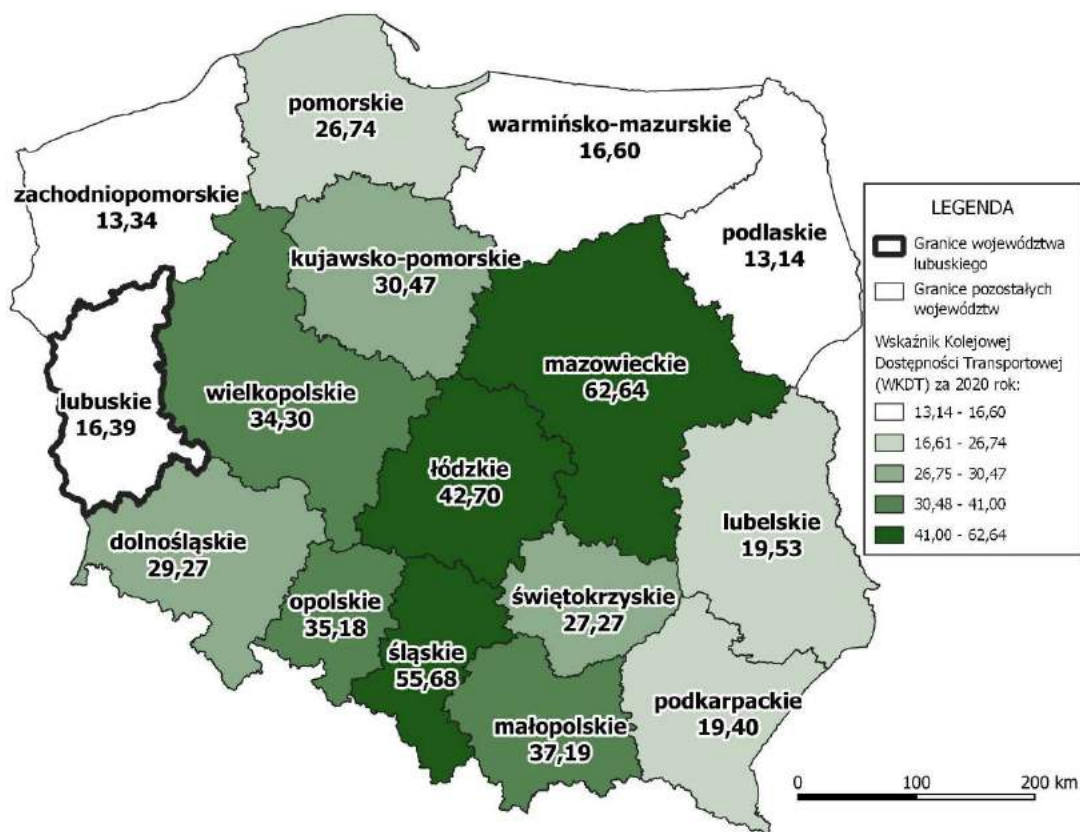 pomorskie
26,74
warmińsko-mazurskie
16,60
zachodniopomorskie
13,34
podlaskie
13,14
kujawsko-pomorskie
30,47
mazowieckie
62,64
wielkopolskie
34,30
lubuskie
16,39
łódzkie
42,70
lubelskie
19,53
dolnośląskie
29,27
opolskie
35,18
świętokrzyskie
27,27
śląskie
55,68
podkarpackie
19,40
małopolskie
37,19
LEGENDA
Granice województwa
lubuskiego
Granice pozostałych
województw
Wskaźnik Kolejowej
Dostępności Transportowej
(WKDT) za 2020 rok:
13,14 - 16,60
16,61 - 26,74
26,75 - 30,47
30,48 - 41,00
41,00 - 62,64
0 100 200 km